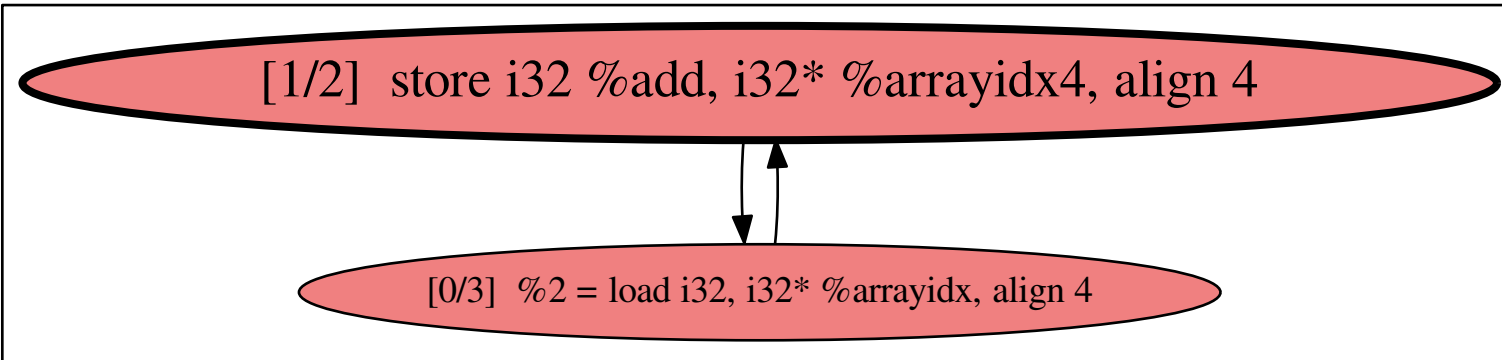 [1/2]  store i32 %add, i32* %arrayidx4, align 4
[0/3]  %2 = load i32, i32* %arrayidx, align 4